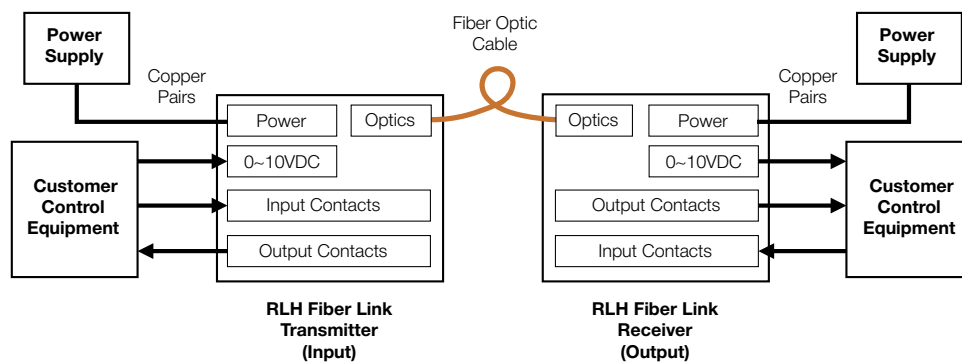 Power
Supply
Copper
Pairs
Fiber Optic
Cable
Power
Supply
Copper
Pairs
Power
Optics
Optics
Power
0~10VDC
0~10VDC
Customer
Control
Equipment
Input Contacts
Output Contacts
Customer
Control
Equipment
Output Contacts
Input Contacts
RLH Fiber Link
Transmitter
(Input)
RLH Fiber Link
Receiver
(Output)